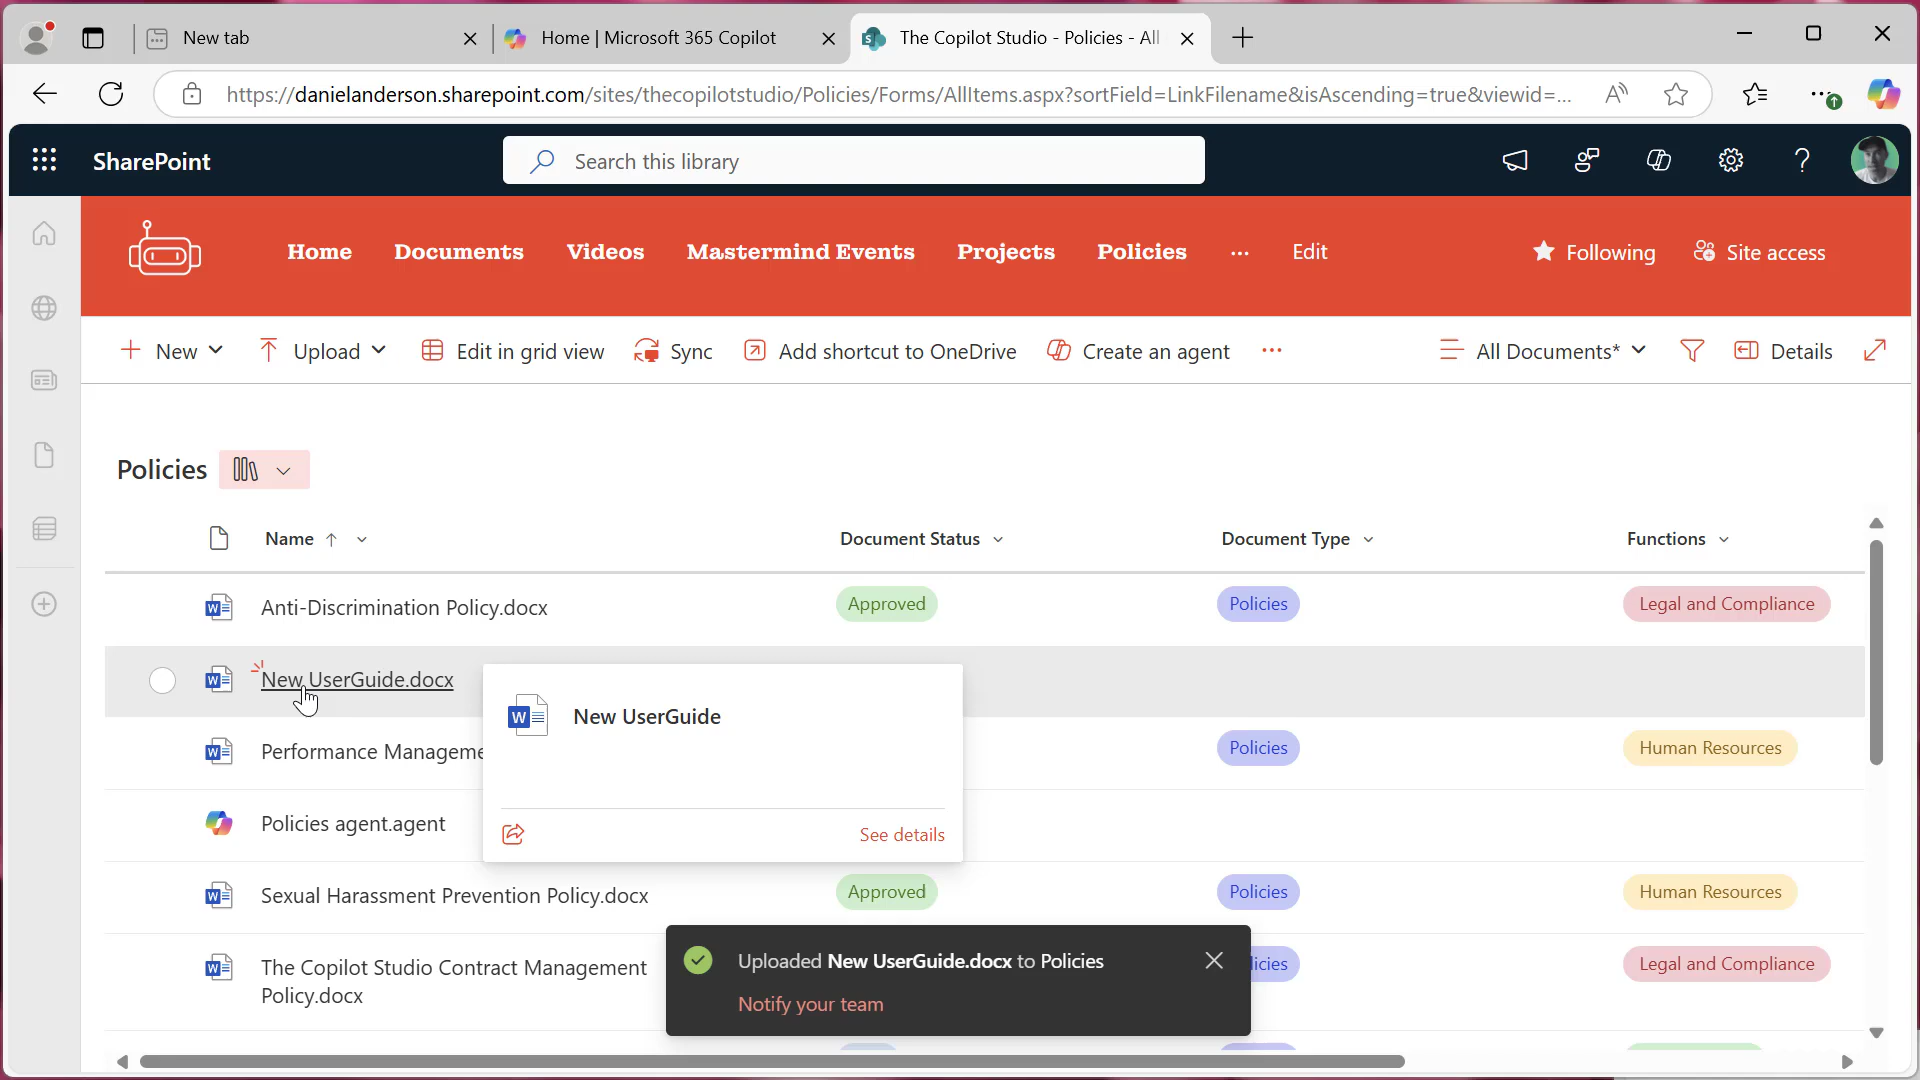 New tab
Home | Microsoft 365 Copilot
The Copilot Studio - Policies - All
https://danielanderson.sharepoint.com/sites/thecopilotstudio/Policies/Forms/AllItems.aspx?sortField=LinkFilename&isAscending=true&viewid=...
SharePoint
Search this library
Home Documents Videos Mastermind Events Projects Policies ... Edit Following Site access
New Upload Edit in grid view Sync Add shortcut to OneDrive Create an agent ... All Documents* Details
Policies
Name Document Status Document Type Functions
Anti-Discrimination Policy.docx Approved Policies Legal and Compliance
New UserGuide.docx
New UserGuide
Performance Manageme Policies Human Resources
Policies agent.agent
See details
Sexual Harassment Prevention Policy.docx Approved Policies Human Resources
The Copilot Studio Contract Management licies Legal and Compliance
Policy.docx
Uploaded New UserGuide.docx to Policies
Notify your team